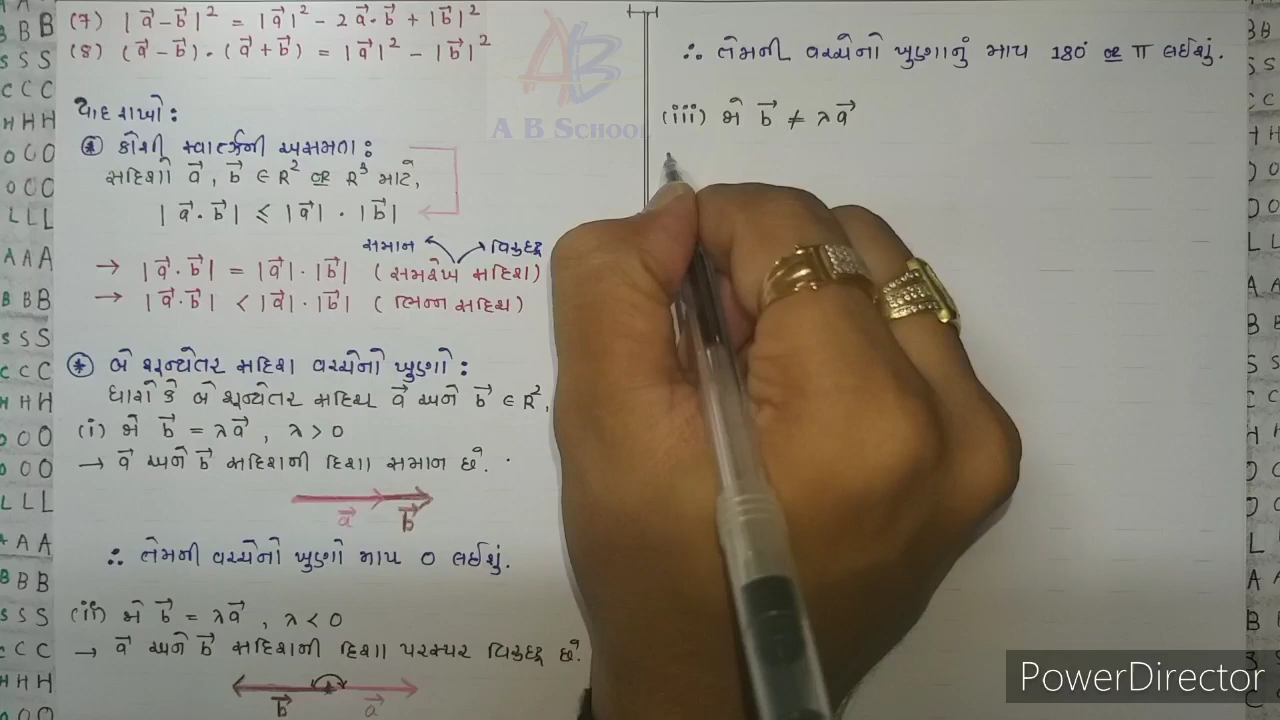 (7) |a⃗ - b⃗|² = |a⃗|² - 2 a⃗ · b⃗ + |b⃗|²
(8) (a⃗ - b⃗) · (a⃗ + b⃗) = |a⃗|² - |b⃗|²
યાદ રાખો :
* કોશી સ્વાર્ત્ઝની અસમતા :
સદિશો a⃗, b⃗ ∈ R² or R³ માટે,
|a⃗ · b⃗| ≤ |a⃗| · |b⃗|
સમાન વિરુદ્ધ
→ |a⃗ · b⃗| = |a⃗| · |b⃗| (સમરેખ સદિશ)
→ |a⃗ · b⃗| < |a⃗| · |b⃗| (ભિન્ન સદિશ)
* બે શૂન્યેતર સદિશ વચ્ચેનો ખુણો :
ધારો કે બે શૂન્યેતર સદિશ a⃗ અને b⃗ ∈ R²,
(i) જો b⃗ = λa⃗, λ > 0
→ a⃗ અને b⃗ સદિશની દિશા સમાન છે.
a⃗ b⃗
∴ તેમની વચ્ચેનો ખુણો માપ 0 લઈશું.
(ii) જો b⃗ = λa⃗, λ < 0
→ a⃗ અને b⃗ સદિશની દિશા પરસ્પર વિરુદ્ધ છે.
b⃗ a⃗
∴ તેમની વચ્ચેનો ખુણાનું માપ 180° or π લઈશું.
(iii) જો b⃗ ≠ λa⃗
A B SCHOOL
PowerDirector